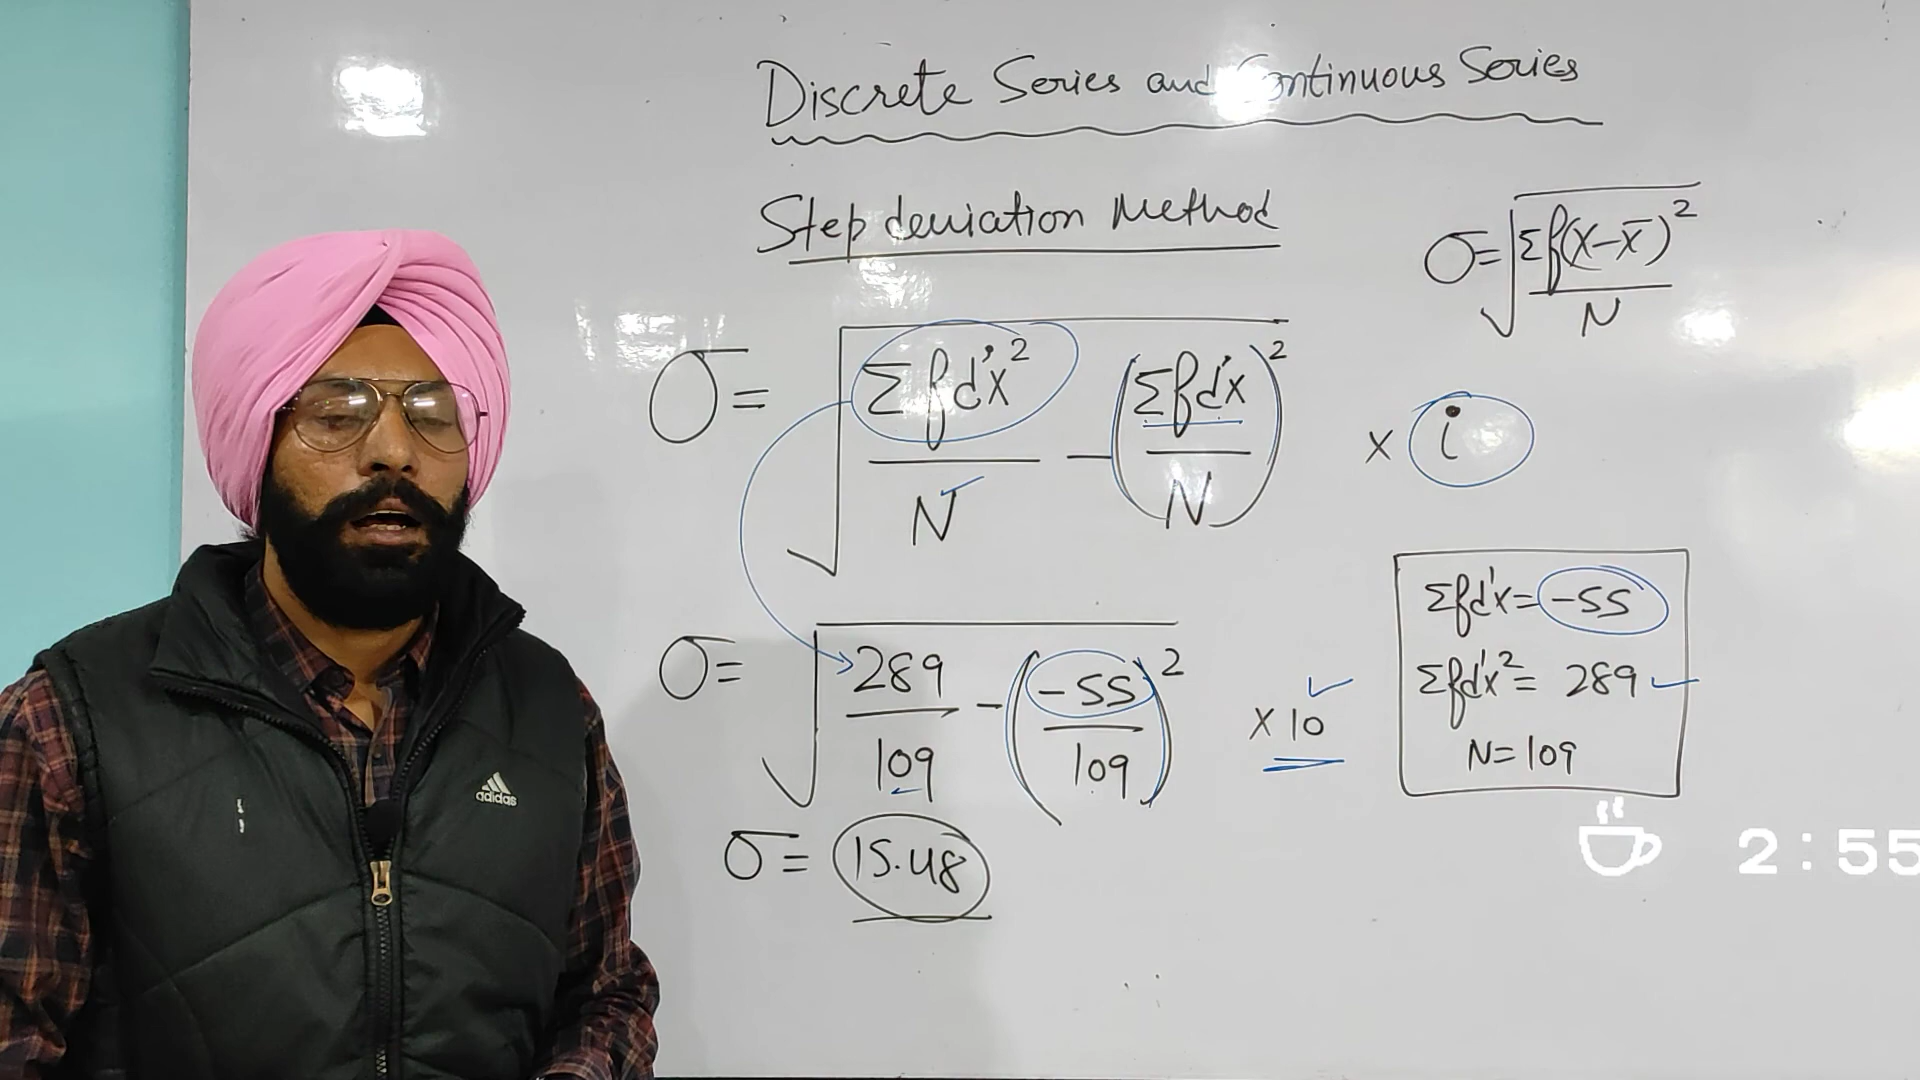 Discrete Series and Continuous Series
Step deviation Method
σ = √(Σfd'x² / N − (Σfd'x / N)²) × i
σ = √(Σf(X−X̄)² / N)
σ = √(289 / 109 − (−55 / 109)²) × 10
Σfd'x = −55
Σfd'x² = 289
N = 109
σ = 15.48
adidas
2:55